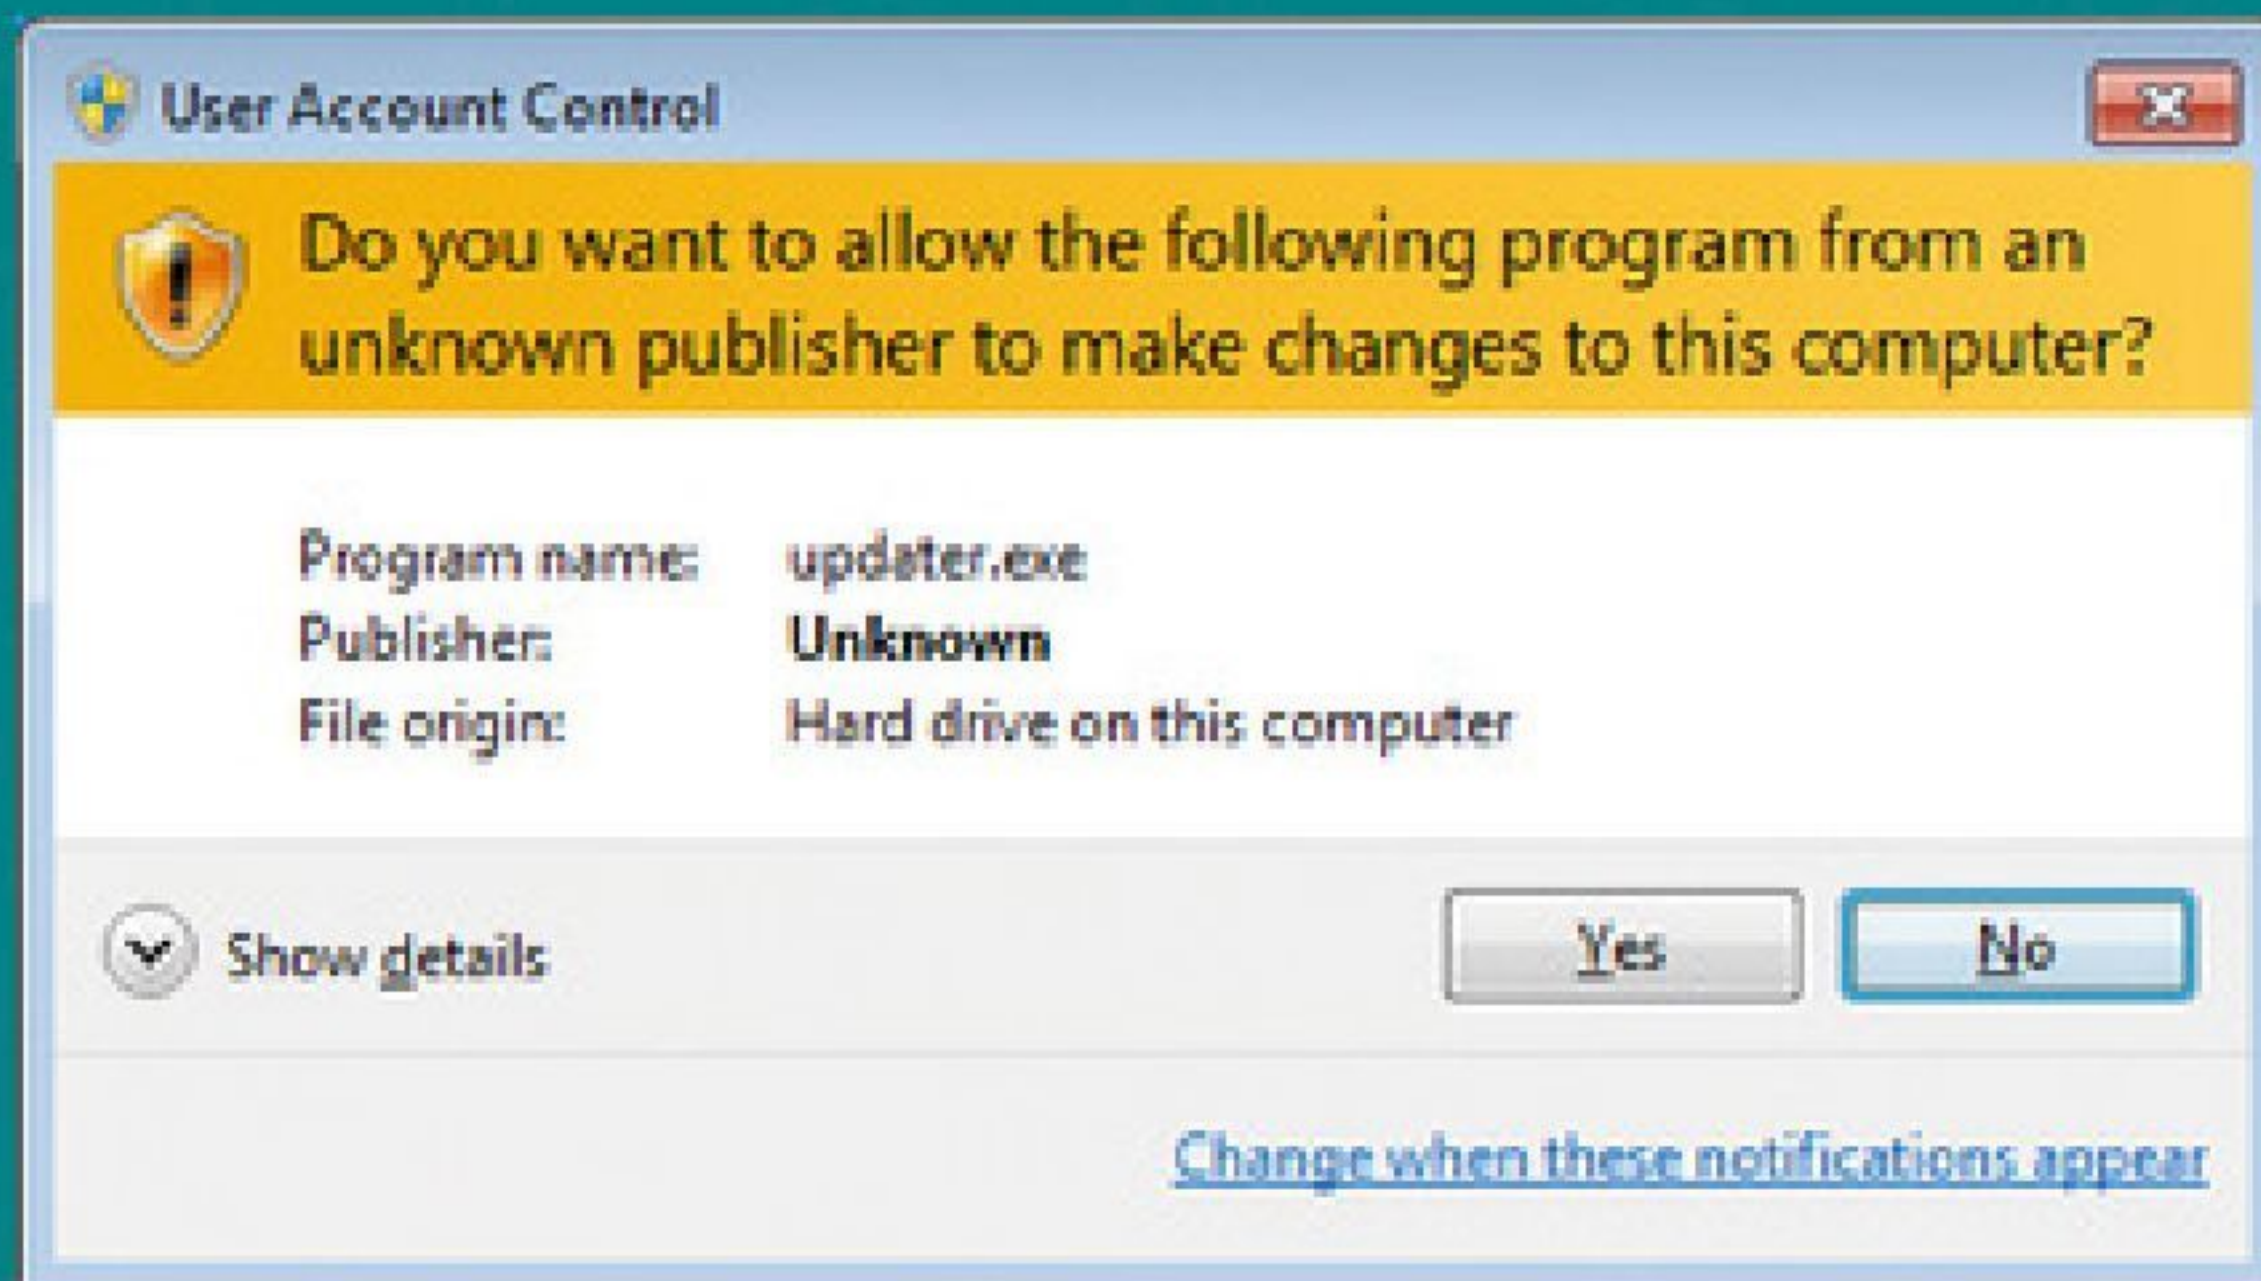 User Account Control
Do you want to allow the following program from an
unknown publisher to make changes to this computer?
Program name: updater.exe
Publisher: Unknown
File origin: Hard drive on this computer
Show details
Yes No
Change when these notifications appear